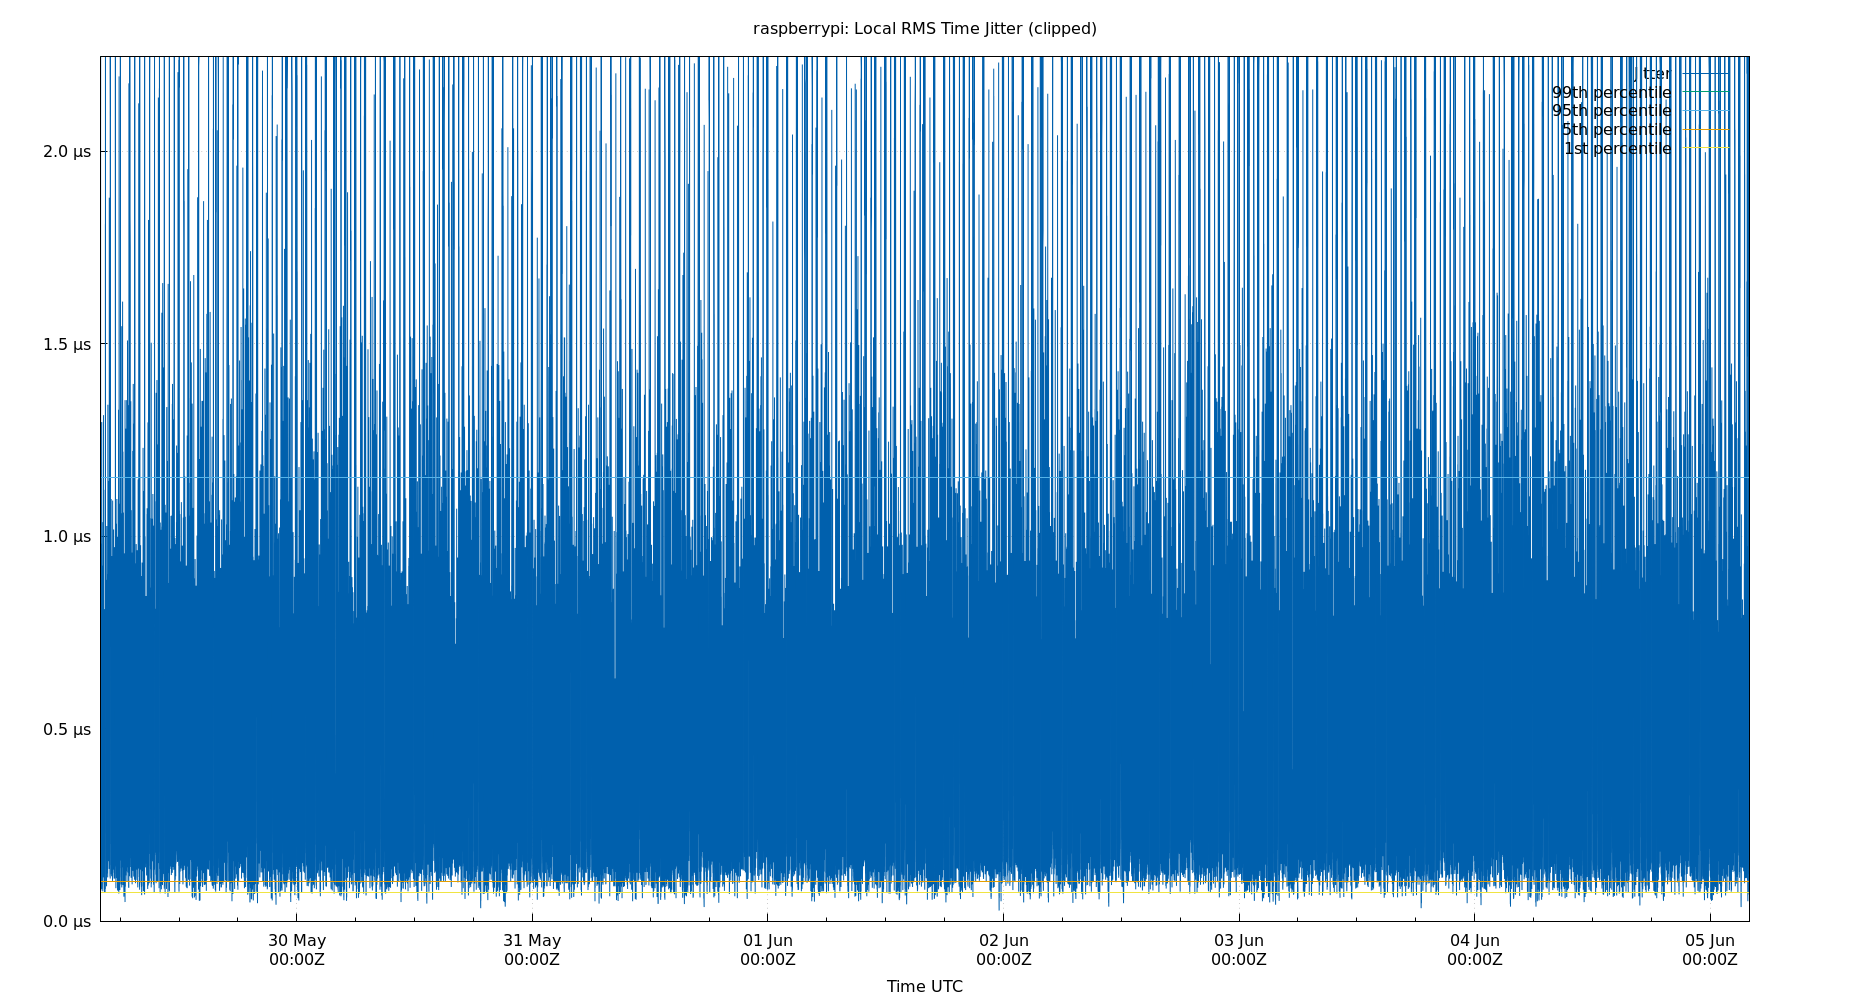 raspberrypi: Local RMS Time Jitter (clipped)
jitter
99th percentile
95th percentile
5th percentile
1st percentile
2.0 μs
1.5 μs
1.0 μs
0.5 μs
0.0 μs
30 May 31 May 01 Jun 02 Jun 03 Jun 04 Jun 05 Jun
00:00Z 00:00Z 00:00Z 00:00Z 00:00Z 00:00Z 00:00Z
Time UTC